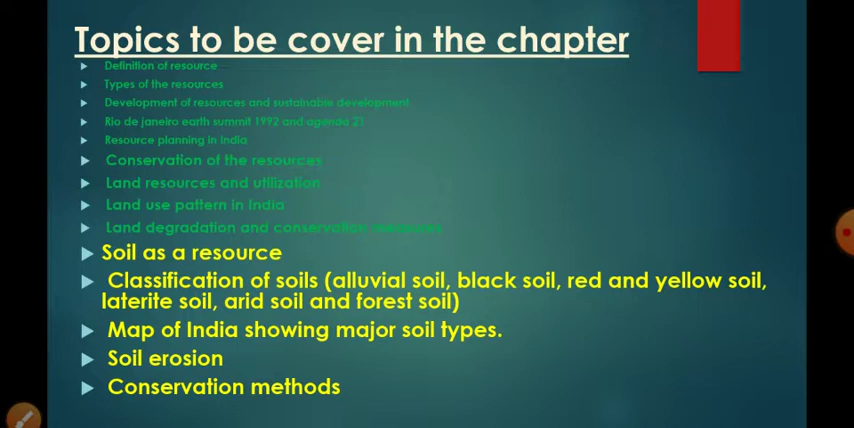 Topics to be cover in the chapter
Definition of resource
Types of the resources
Development of resources and sustainable development
Rio de janeiro earth summit 1992 and agenda 21
Resource planning in India
Conservation of the resources
Land resources and utilization
Land use pattern in India
Land degradation and conservation measures
Soil as a resource
Classification of soils (alluvial soil, black soil, red and yellow soil,
laterite soil, arid soil and forest soil)
Map of India showing major soil types.
Soil erosion
Conservation methods